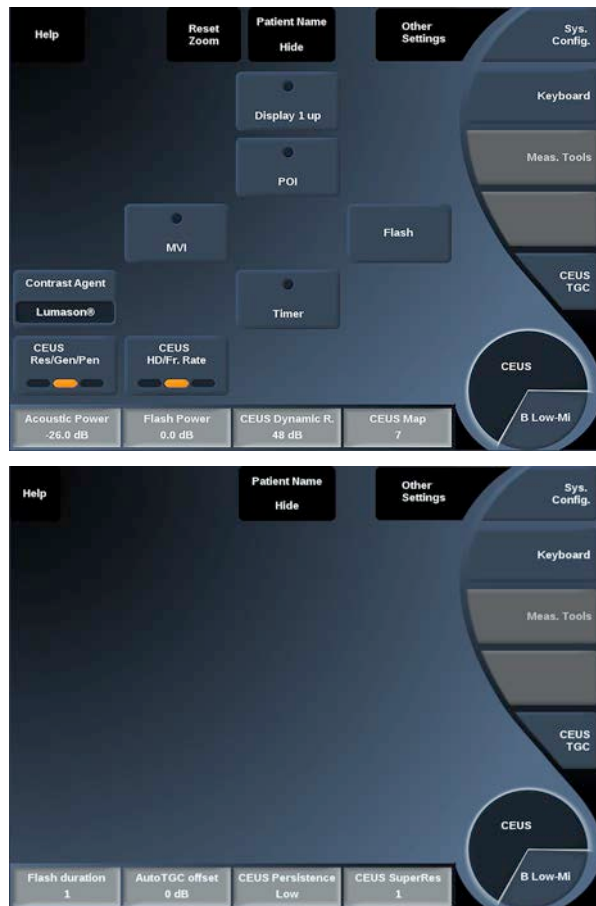 Help
Reset
Zoom
Patient Name
Hide
Other
Settings
Sys.
Config.
Display 1 up
Keyboard
POI
Meas. Tools
MVI
Flash
Contrast Agent
Lumason®
Timer
CEUS
TGC
CEUS
Res/Gen/Pen
CEUS
HD/Fr. Rate
CEUS
B Low-Mi
Acoustic Power
-26.0 dB
Flash Power
0.0 dB
CEUS Dynamic R.
48 dB
CEUS Map
7
Help
Patient Name
Hide
Other
Settings
Sys.
Config.
Keyboard
Meas. Tools
CEUS
TGC
CEUS
B Low-Mi
Flash duration
1
AutoTGC offset
0 dB
CEUS Persistence
Low
CEUS SuperRes
1